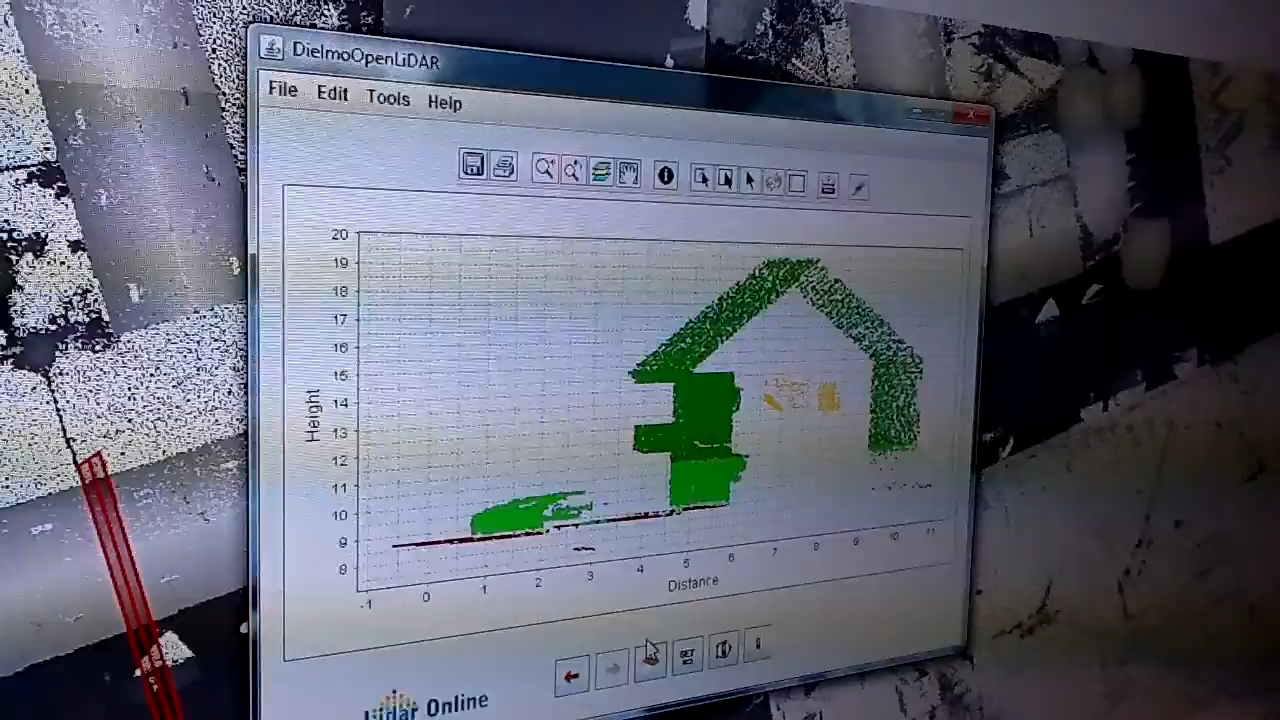 DielmoOpenLiDAR
File Edit Tools Help
20
19
18
17
16
15
14
13
12
11
10
9
8
Height
-1 0 1 2 3 4 5 6 7 8 9 10 11
Distance
SET
lidar Online